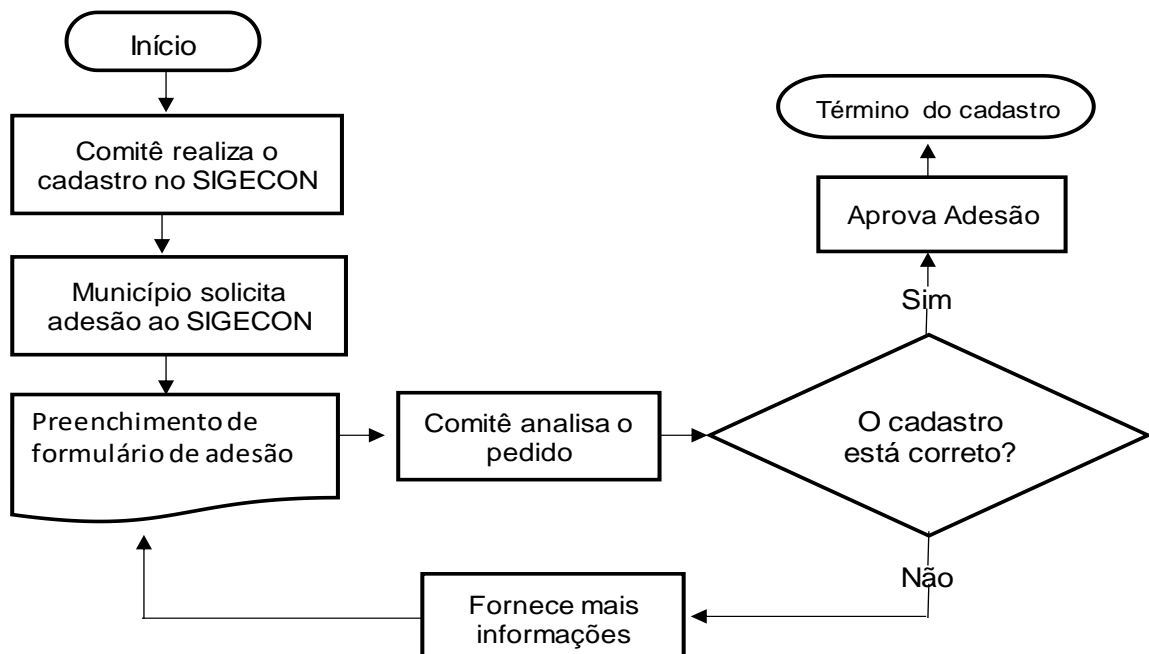 Início
Comitê realiza o
cadastro no SIGECON
Município solicita
adesão ao SIGECON
Preenchimento de
formulário de adesão
Comitê analisa o
pedido
O cadastro
está correto?
Sim
Aprova Adesão
Término do cadastro
Não
Fornece mais
informações